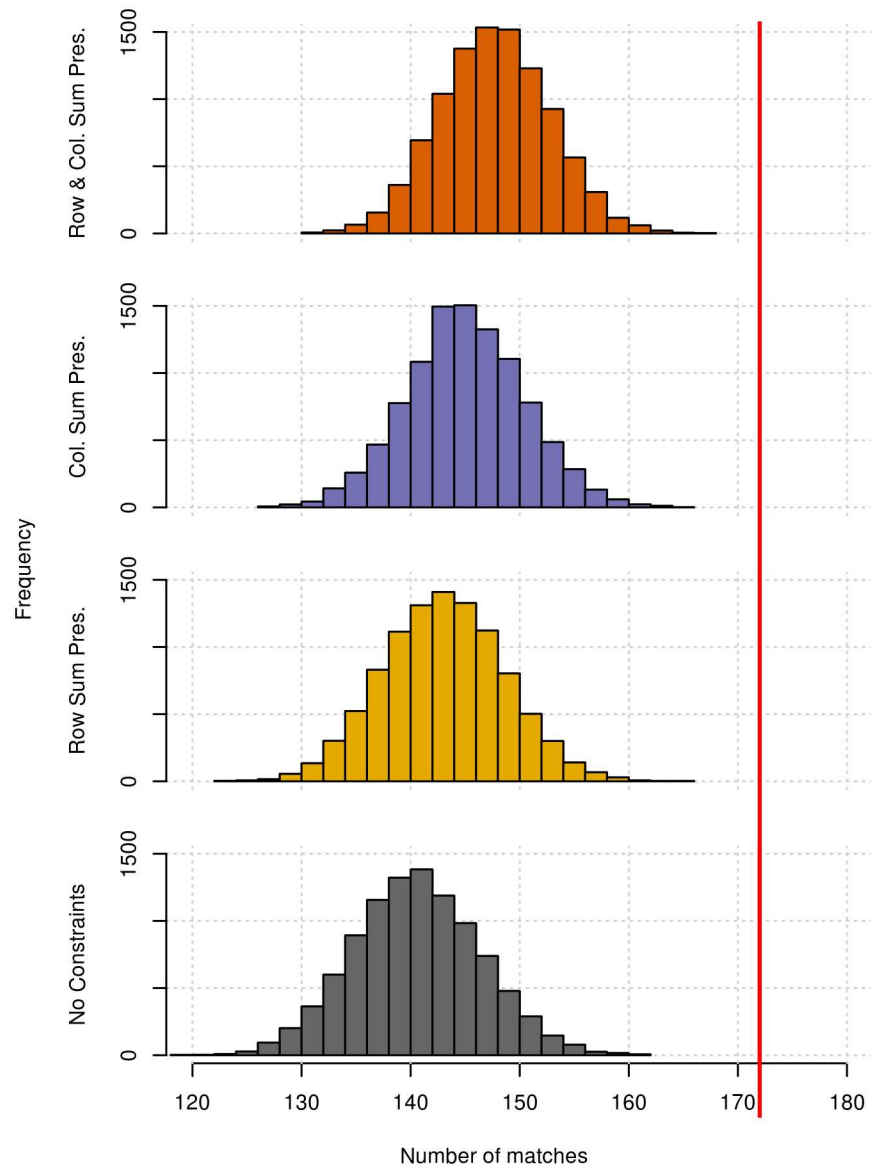 Frequency
Row & Col. Sum Pres.
1500
0
Col. Sum Pres.
1500
0
Row Sum Pres.
1500
0
No Constraints
1500
0
120 130 140 150 160 170 180
Number of matches